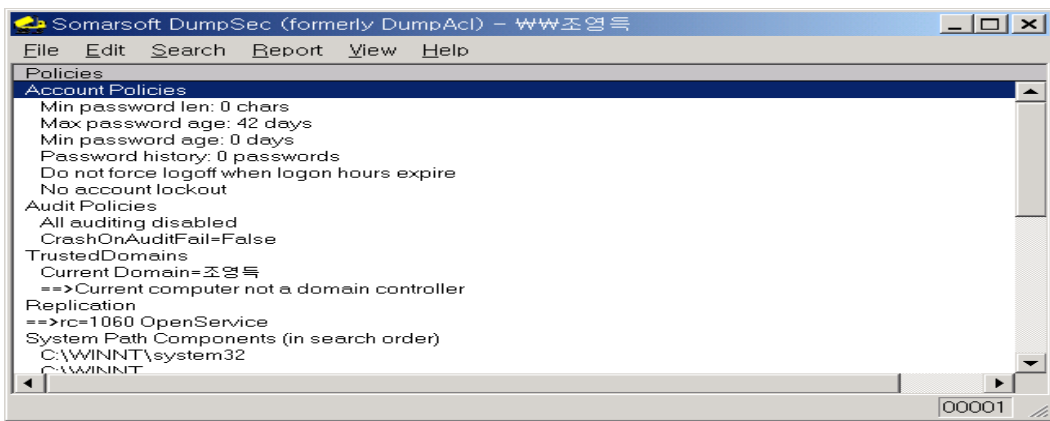 Somarsoft DumpSec (formerly DumpAcl) - ₩₩조영득
File Edit Search Report View Help
Policies
Account Policies
Min password len: 0 chars
Max password age: 42 days
Min password age: 0 days
Password history: 0 passwords
Do not force logoff when logon hours expire
No account lockout
Audit Policies
All auditing disabled
CrashOnAuditFail=False
TrustedDomains
Current Domain=조영득
==>Current computer not a domain controller
Replication
==>rc=1060 OpenService
System Path Components (in search order)
C:\WINNT\system32
C:\WINNT
00001